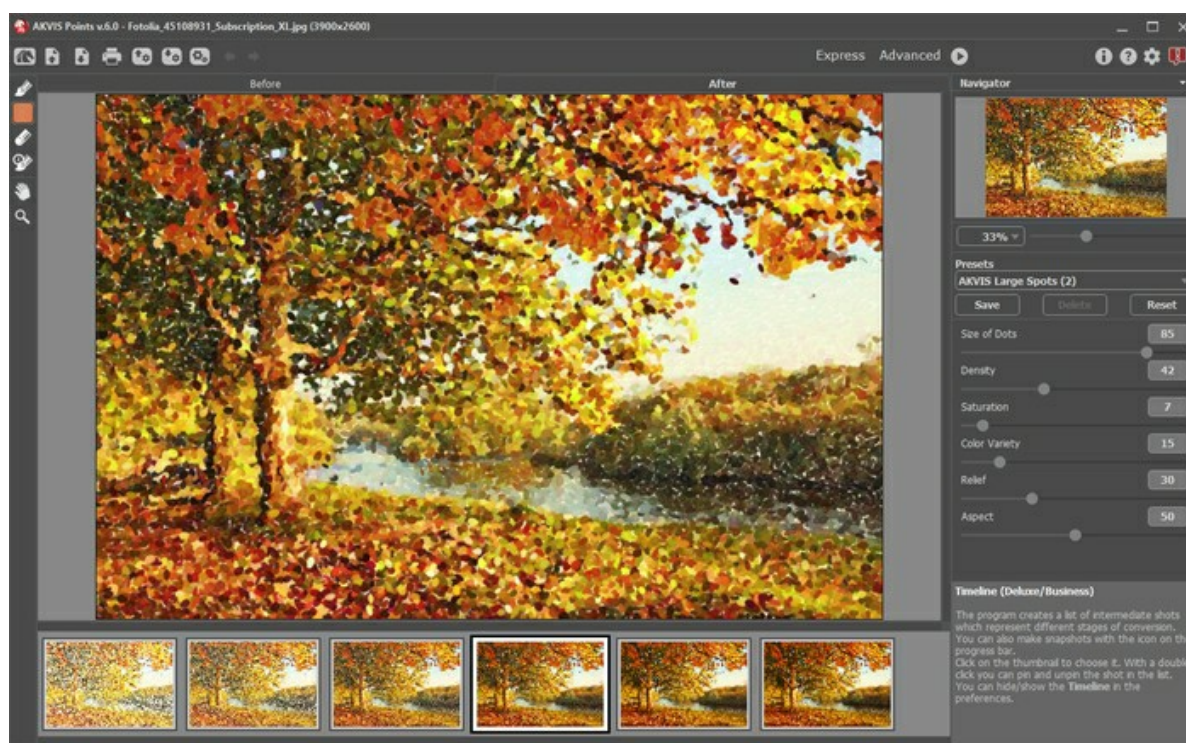 AKVIS Points v.6.0 - Fotolia_45108931_Subscription_XL.jpg (3900x2600)
Express Advanced
Before After
Navigator
33%
Presets
AKVIS Large Spots (2)
Save Delete Reset
Size of Dots 85
Density 42
Saturation 7
Color Variety 15
Relief 30
Aspect 50
Timeline (Deluxe/Business)
The program creates a list of intermediate shots
which represent different stages of conversion.
You can also make snapshots with the icon on th
progress bar.
Click on the thumbnail to choose it. With a double
click you can pin and unpin the shot in the list.
You can hide/show the Timeline in the
preferences.